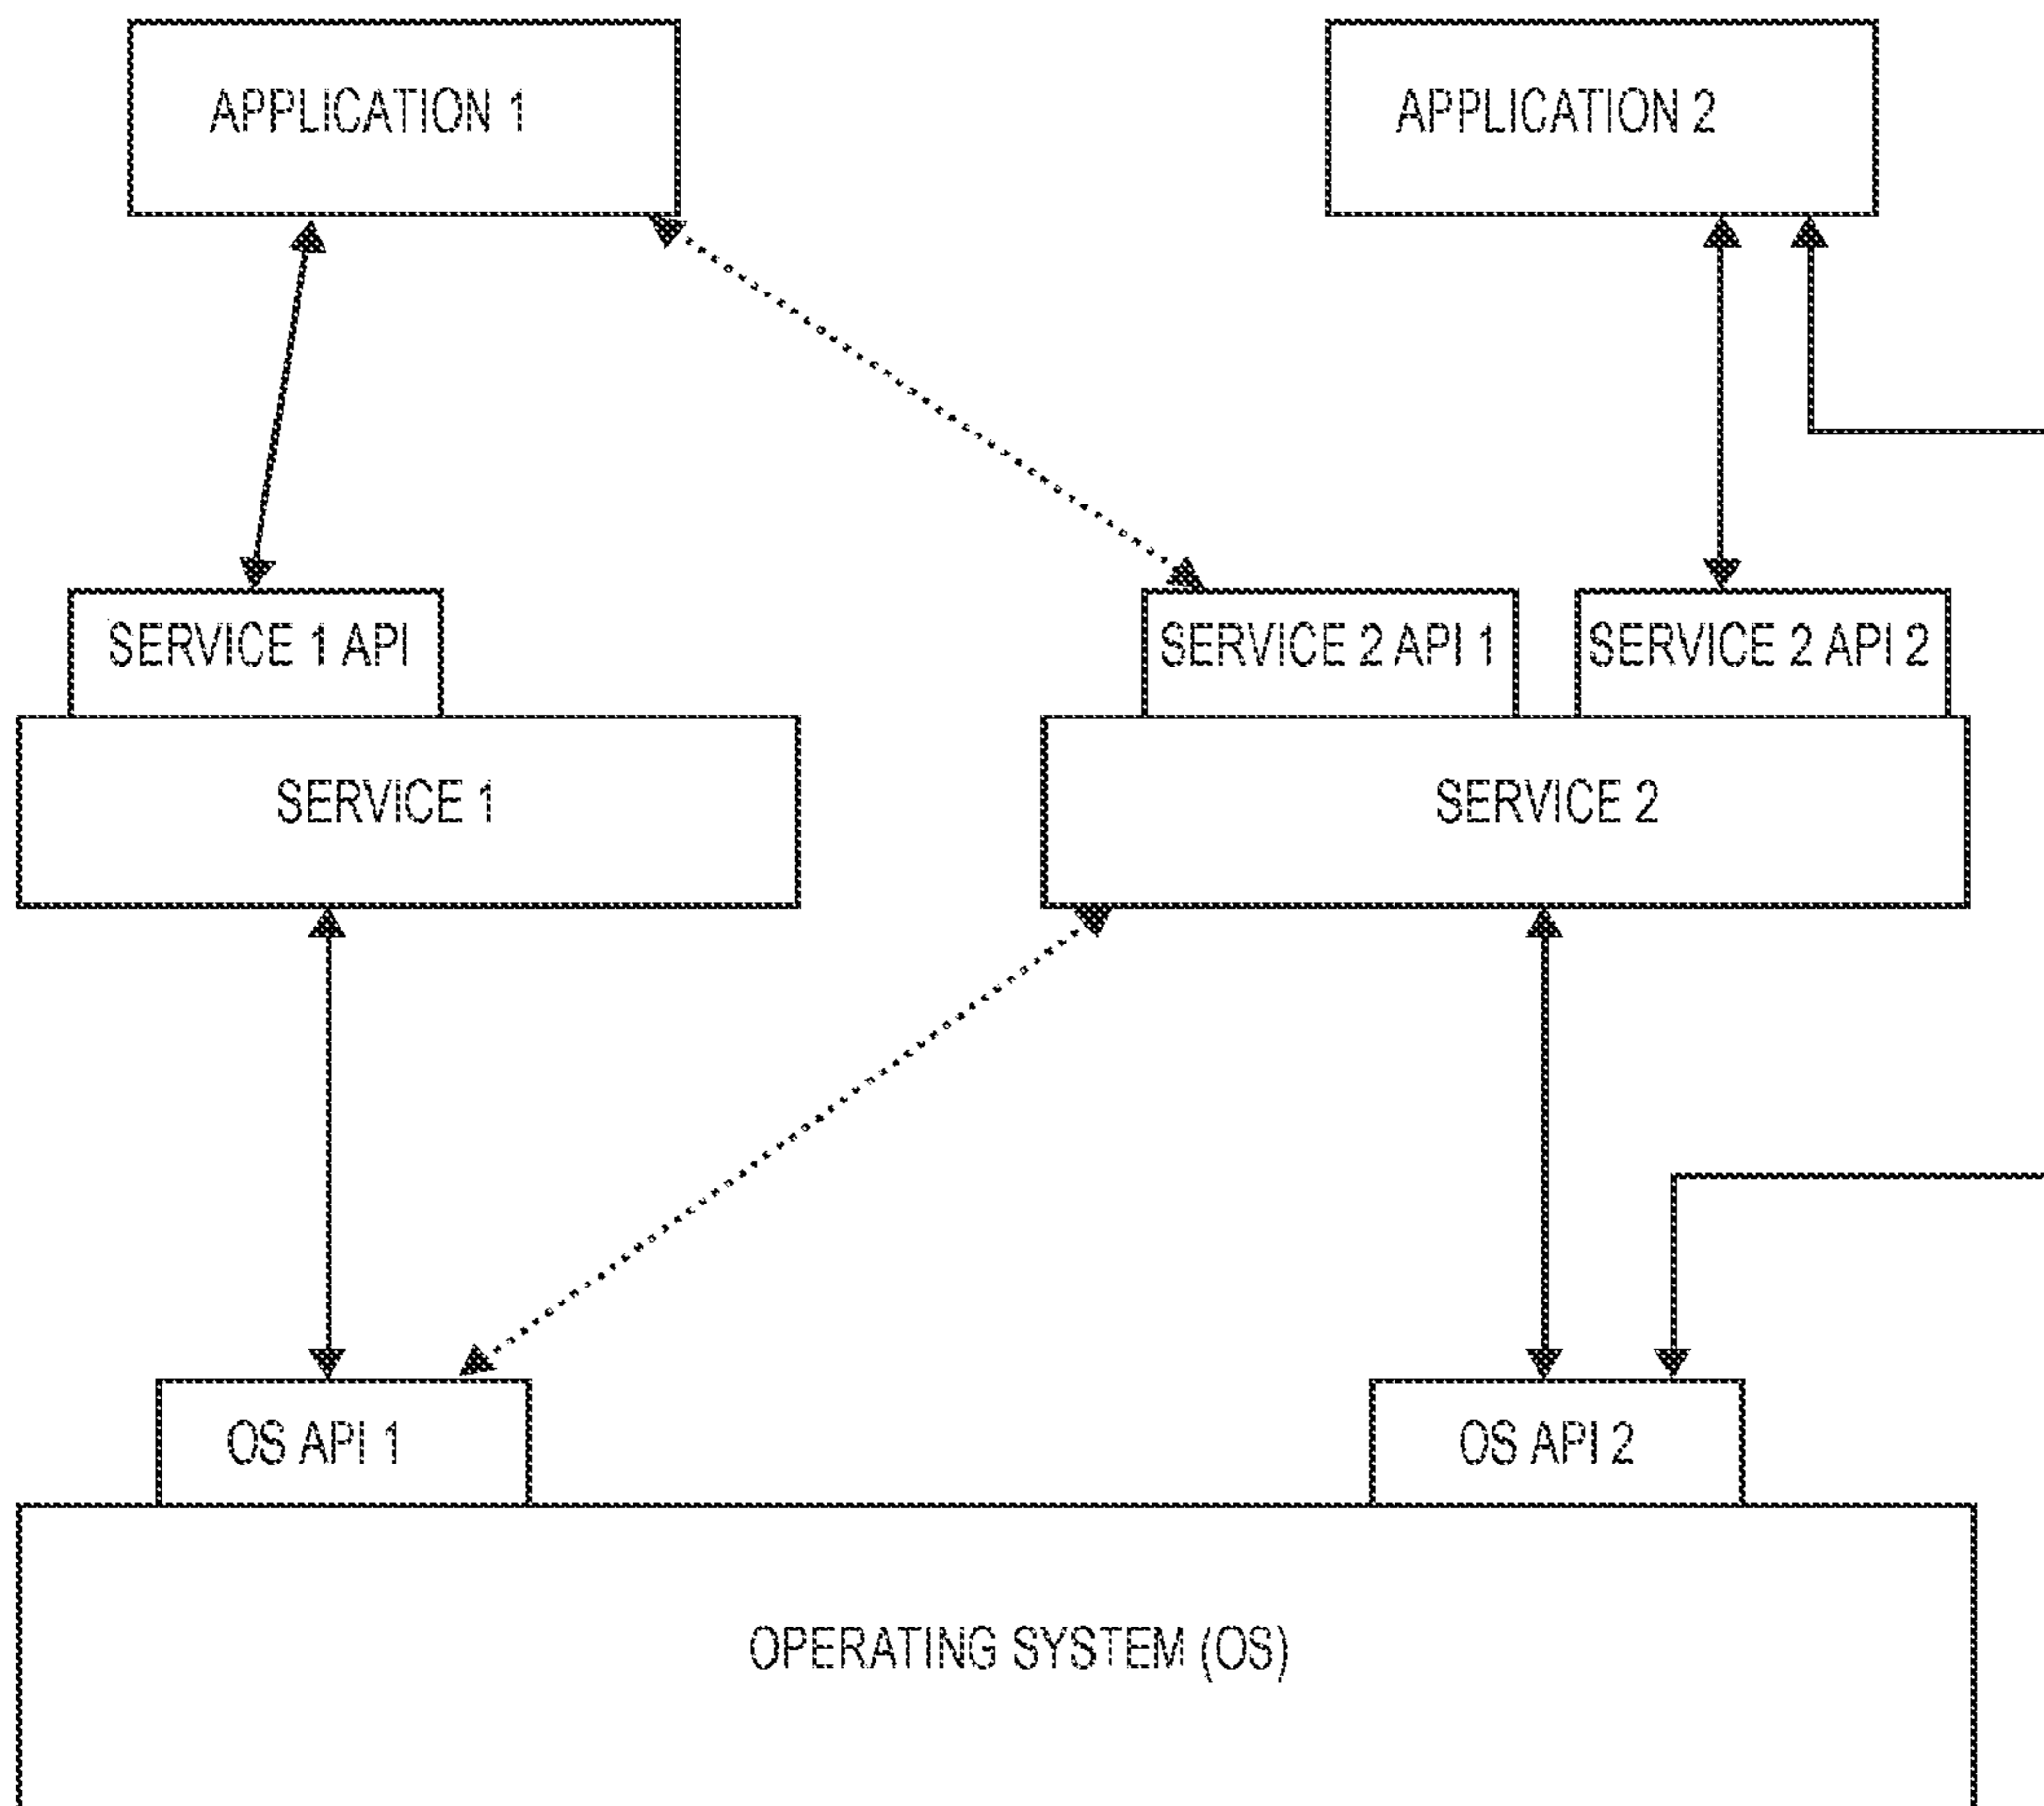 APPLICATION 1
APPLICATION 2
SERVICE 1 API
SERVICE 2 API 1
SERVICE 2 API 2
SERVICE 1
SERVICE 2
OS API 1
OS API 2
OPERATING SYSTEM (OS)